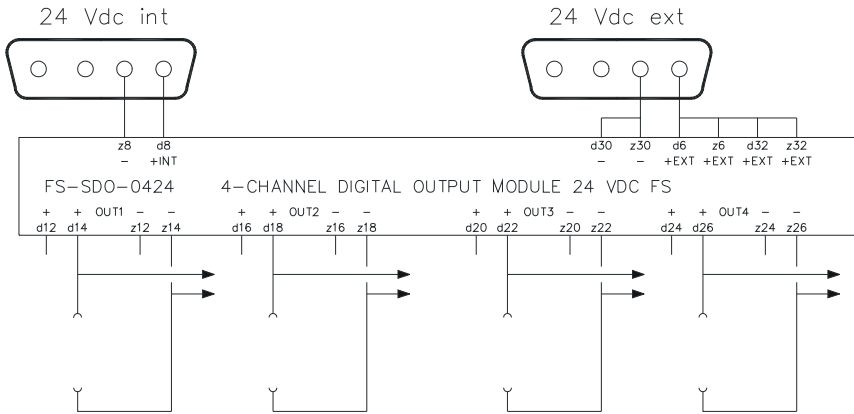 24 Vdc int 24 Vdc ext
z8 d8 d30 z30 d6 z6 d32 z32
- +INT - - +EXT +EXT +EXT +EXT
FS-SDO-0424 4-CHANNEL DIGITAL OUTPUT MODULE 24 VDC FS
+ + OUT1 - - + + OUT2 - - + + OUT3 - - + + OUT4 - -
d12 d14 z12 z14 d16 d18 z16 z18 d20 d22 z20 z22 d24 d26 z24 z26